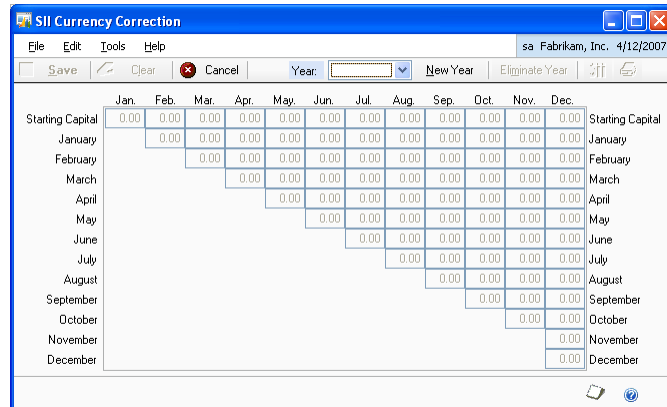 SII Currency Correction
File Edit Tools Help sa Fabrikam, Inc. 4/12/2007
Save Clear Cancel Year: New Year Eliminate Year
Jan. Feb. Mar. Apr. May. Jun. Jul. Aug. Sep. Oct. Nov. Dec.
Starting Capital 0.00 0.00 0.00 0.00 0.00 0.00 0.00 0.00 0.00 0.00 0.00 0.00 Starting Capital
January 0.00 0.00 0.00 0.00 0.00 0.00 0.00 0.00 0.00 0.00 0.00 January
February 0.00 0.00 0.00 0.00 0.00 0.00 0.00 0.00 0.00 0.00 February
March 0.00 0.00 0.00 0.00 0.00 0.00 0.00 0.00 0.00 March
April 0.00 0.00 0.00 0.00 0.00 0.00 0.00 0.00 April
May 0.00 0.00 0.00 0.00 0.00 0.00 0.00 May
June 0.00 0.00 0.00 0.00 0.00 0.00 June
July 0.00 0.00 0.00 0.00 0.00 July
August 0.00 0.00 0.00 0.00 August
September 0.00 0.00 0.00 September
October 0.00 0.00 October
November 0.00 November
December 0.00 December